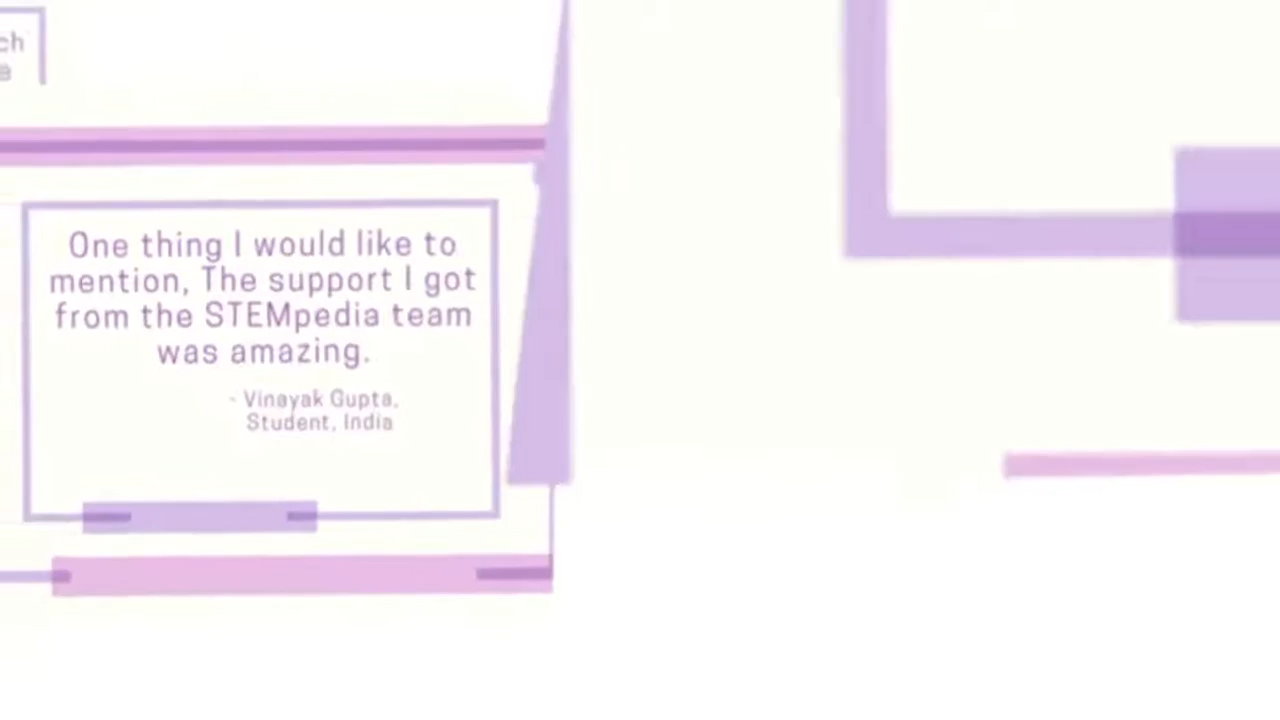 One thing I would like to
mention, The support I got
from the STEMpedia team
was amazing.
- Vinayak Gupta,
Student, India